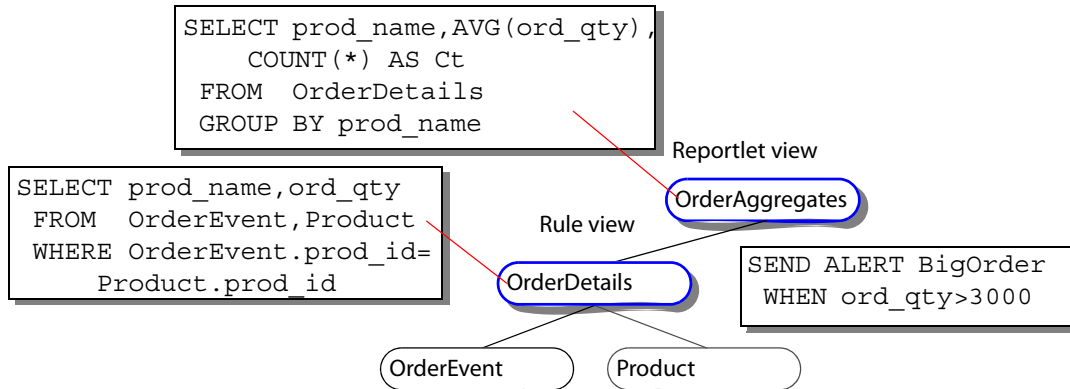 SELECT prod_name,AVG(ord_qty),
COUNT(*) AS Ct
FROM OrderDetails
GROUP BY prod_name
Reportlet view
OrderAggregates
SELECT prod_name,ord_qty
FROM OrderEvent,Product
WHERE OrderEvent.prod_id=
Product.prod_id
Rule view
OrderDetails
SEND ALERT BigOrder
WHEN ord_qty>3000
OrderEvent
Product